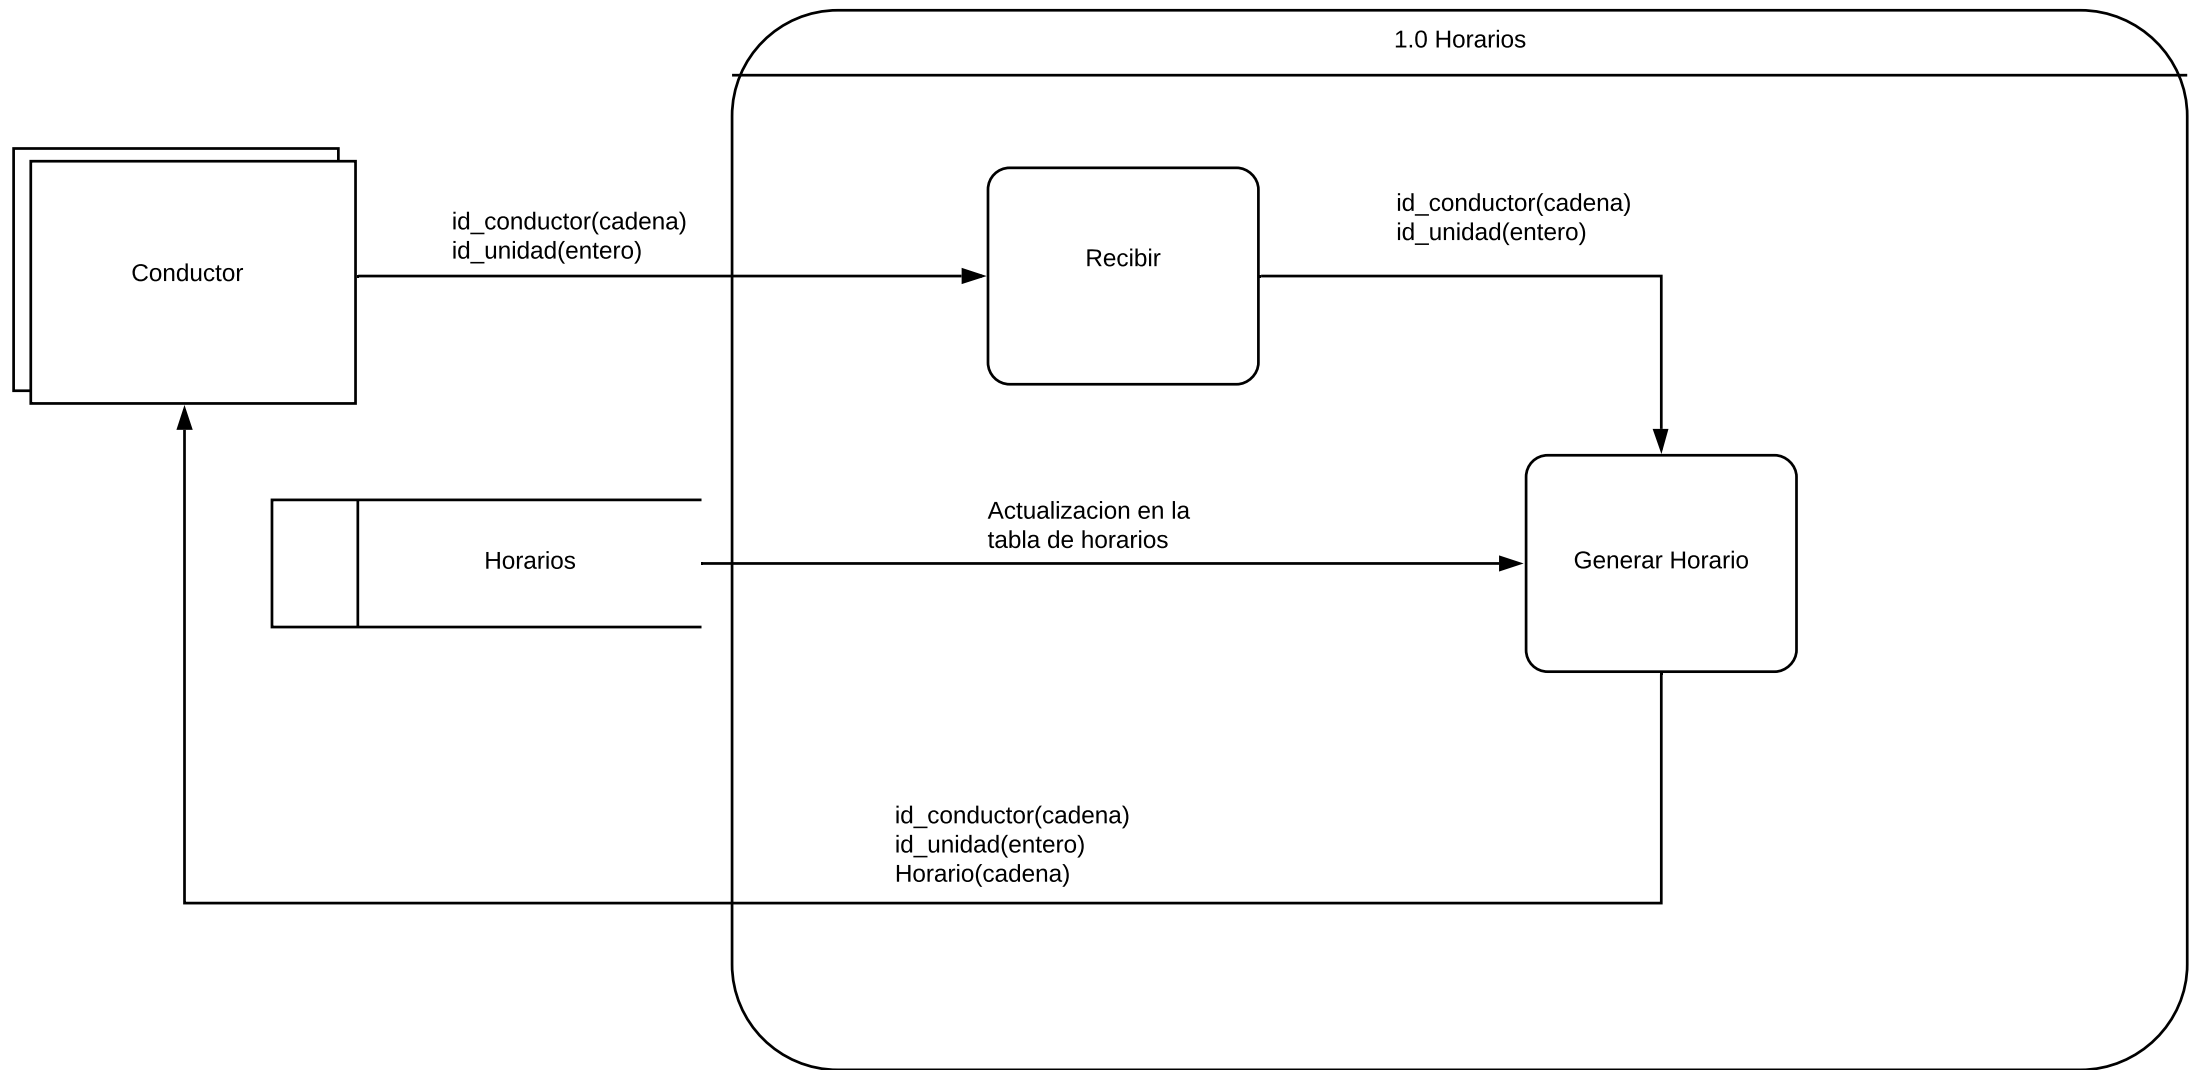 1.0 Horarios
Conductor
id_conductor(cadena)
id_unidad(entero)
Recibir
id_conductor(cadena)
id_unidad(entero)
Horarios
Actualizacion en la
tabla de horarios
Generar Horario
id_conductor(cadena)
id_unidad(entero)
Horario(cadena)